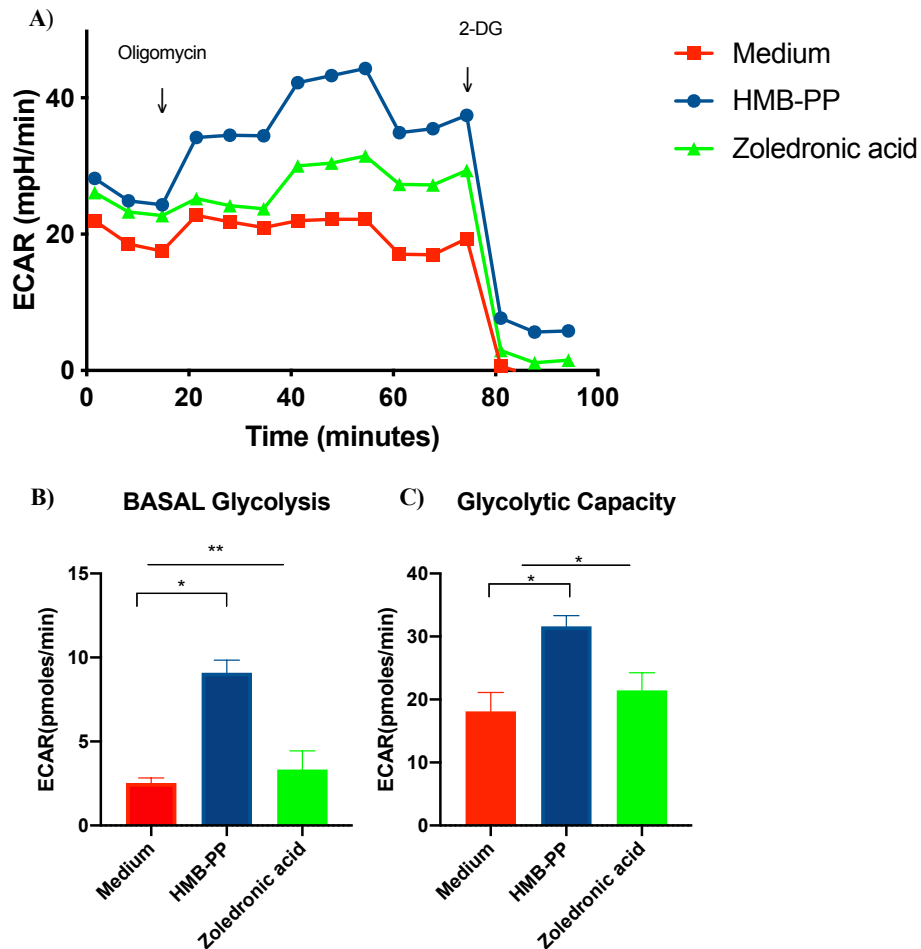 A)
Oligomycin
2-DG
Medium
HMB-PP
Zoledronic acid
ECAR (mpH/min)
40
20
0
0 20 40 60 80 100
Time (minutes)
B) BASAL Glycolysis
**
*
ECAR(pmoles/min)
15
10
5
0
Medium
HMB-PP
Zoledronic acid
C) Glycolytic Capacity
*
*
ECAR(pmoles/min)
40
30
20
10
0
Medium
HMB-PP
Zoledronic acid